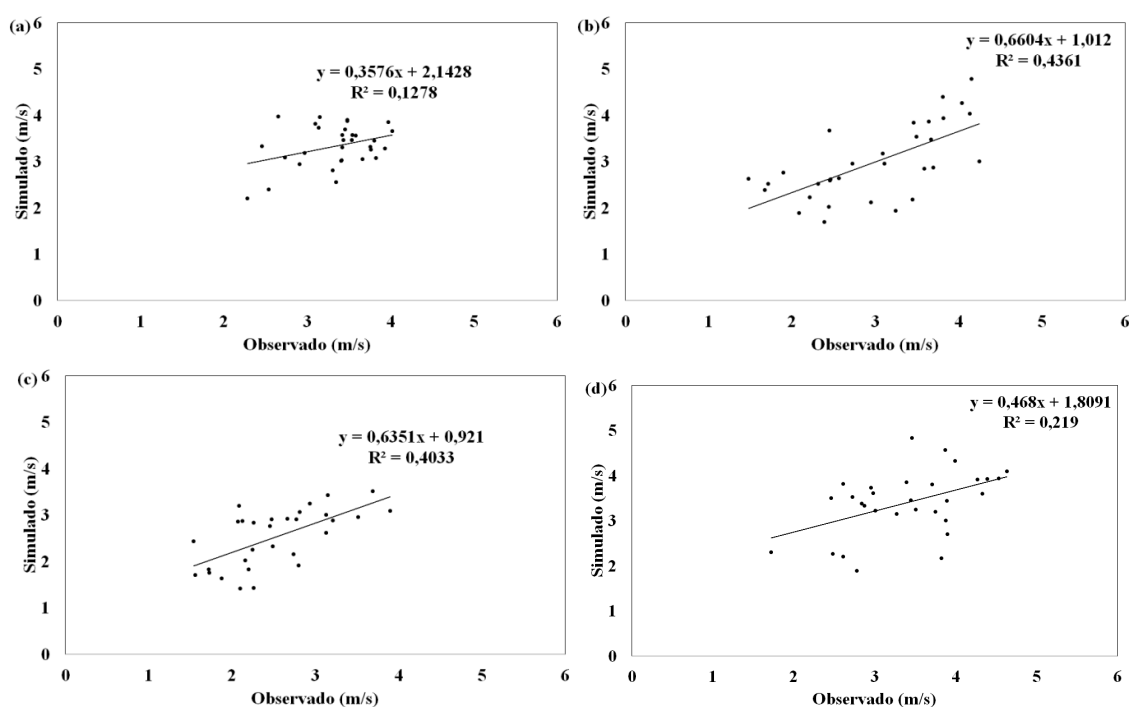 (a)
y = 0,3576x + 2,1428
R² = 0,1278
Simulado (m/s)
6
5
4
3
2
1
0
0 1 2 3 4 5 6
Observado (m/s)
(b)
y = 0,6604x + 1,012
R² = 0,4361
Simulado (m/s)
6
5
4
3
2
1
0
0 1 2 3 4 5 6
Observado (m/s)
(c)
y = 0,6351x + 0,921
R² = 0,4033
Simulado (m/s)
6
5
4
3
2
1
0
0 1 2 3 4 5 6
Observado (m/s)
(d)
y = 0,468x + 1,8091
R² = 0,219
Simulado (m/s)
6
5
4
3
2
1
0
0 1 2 3 4 5 6
Observado (m/s)